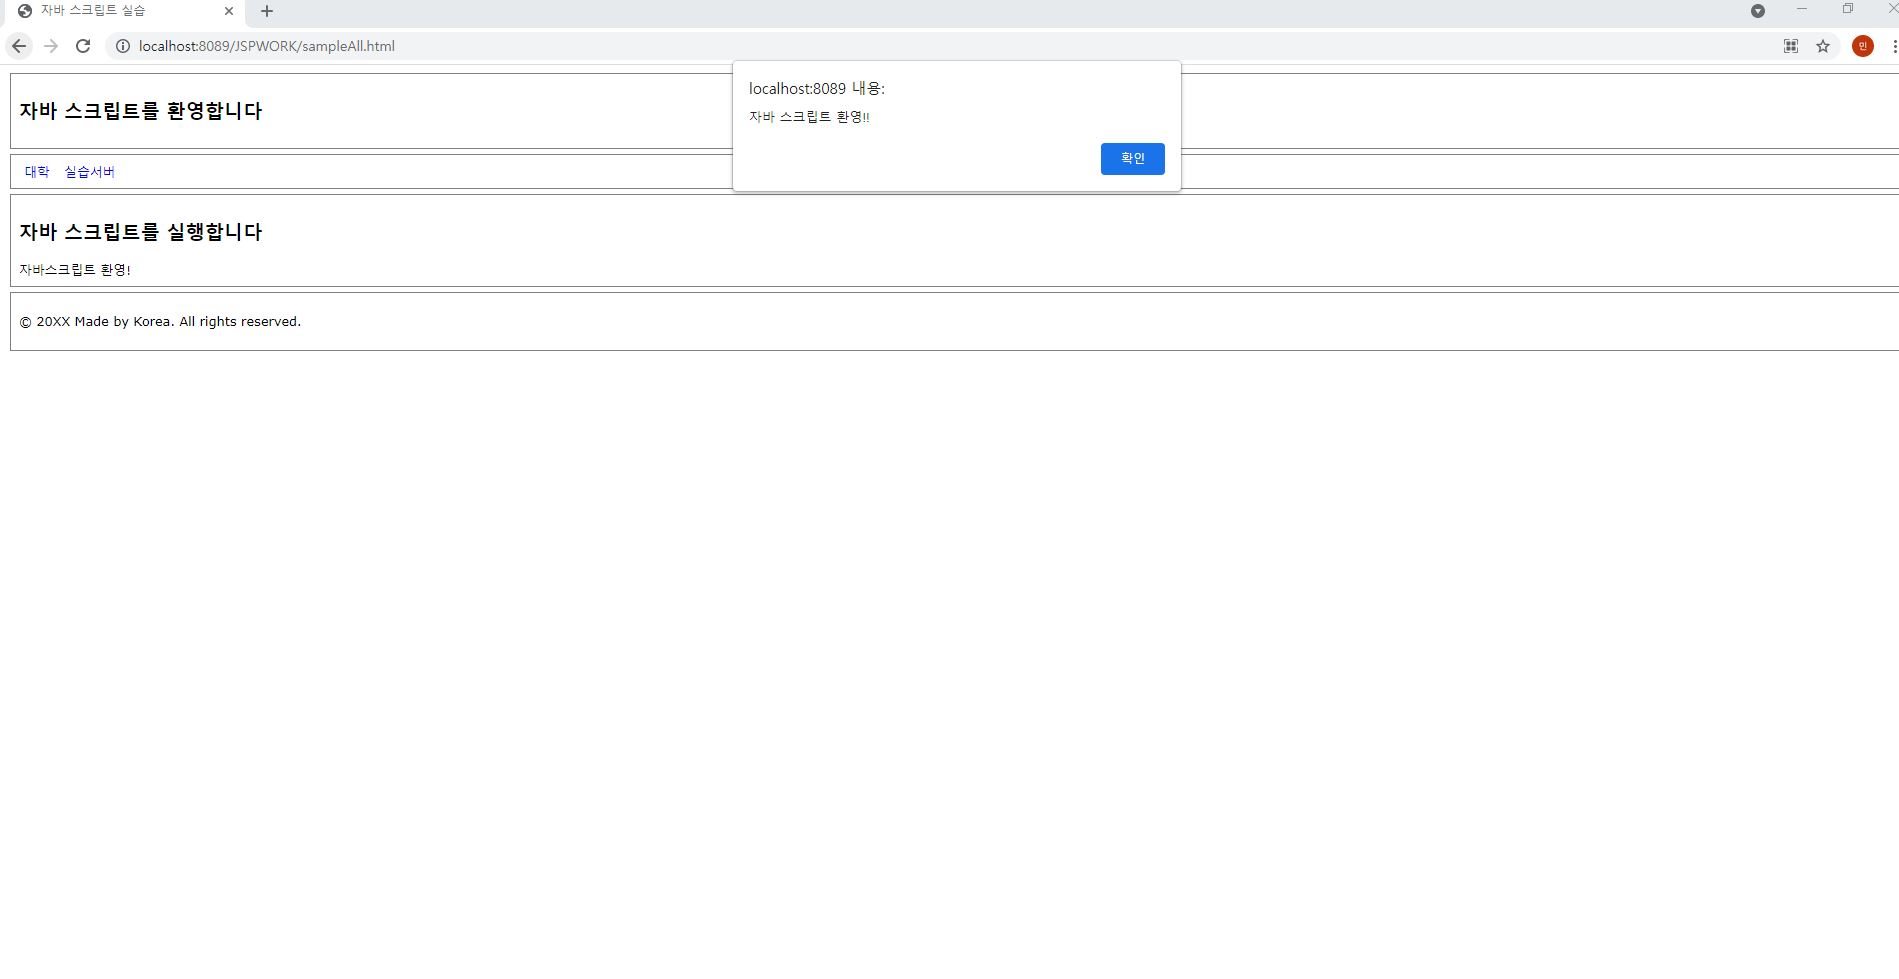 자바 스크립트 실습
localhost:8089/JSPWORK/sampleAll.html
민
localhost:8089 내용:
자바 스크립트 환영!!
확인
자바 스크립트를 환영합니다
대학 실습서버
자바 스크립트를 실행합니다
자바스크립트 환영!
© 20XX Made by Korea. All rights reserved.